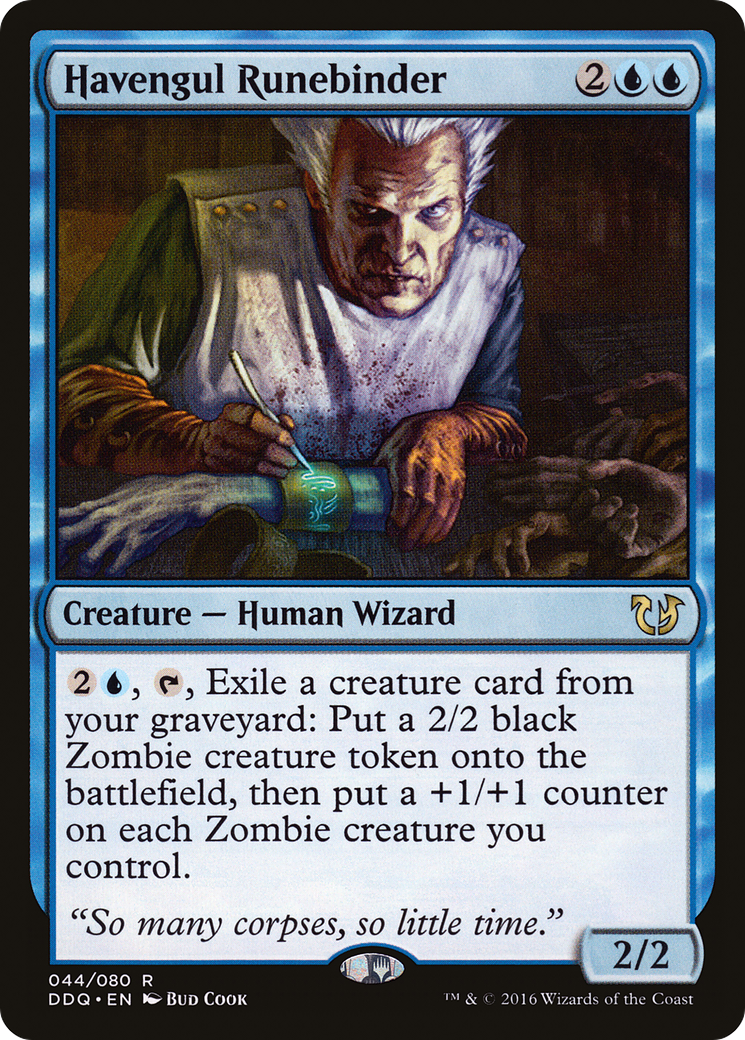 Havengul Runebinder 2
Creature — Human Wizard
2, , Exile a creature card from
your graveyard: Put a 2/2 black
Zombie creature token onto the
battlefield, then put a +1/+1 counter
on each Zombie creature you
control.
“So many corpses, so little time.”
2/2
044/080 R
DDQ • EN Bud Cook
™ & © 2016 Wizards of the Coast